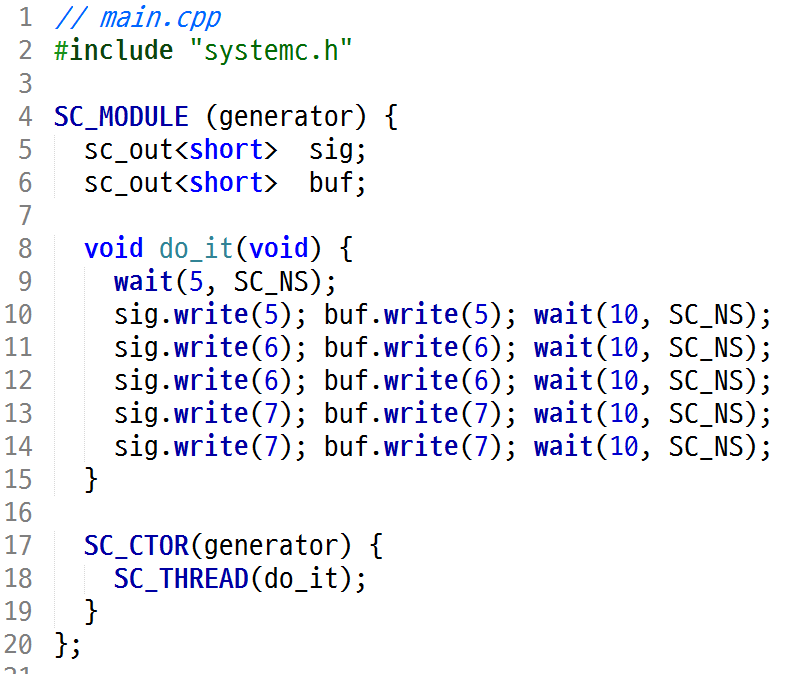 1 // main.cpp
2 #include "systemc.h"
3
4 SC_MODULE (generator) {
5   sc_out<short>  sig;
6   sc_out<short>  buf;
7
8   void do_it(void) {
9     wait(5, SC_NS);
10     sig.write(5); buf.write(5); wait(10, SC_NS);
11     sig.write(6); buf.write(6); wait(10, SC_NS);
12     sig.write(6); buf.write(6); wait(10, SC_NS);
13     sig.write(7); buf.write(7); wait(10, SC_NS);
14     sig.write(7); buf.write(7); wait(10, SC_NS);
15   }
16
17   SC_CTOR(generator) {
18     SC_THREAD(do_it);
19   }
20 };